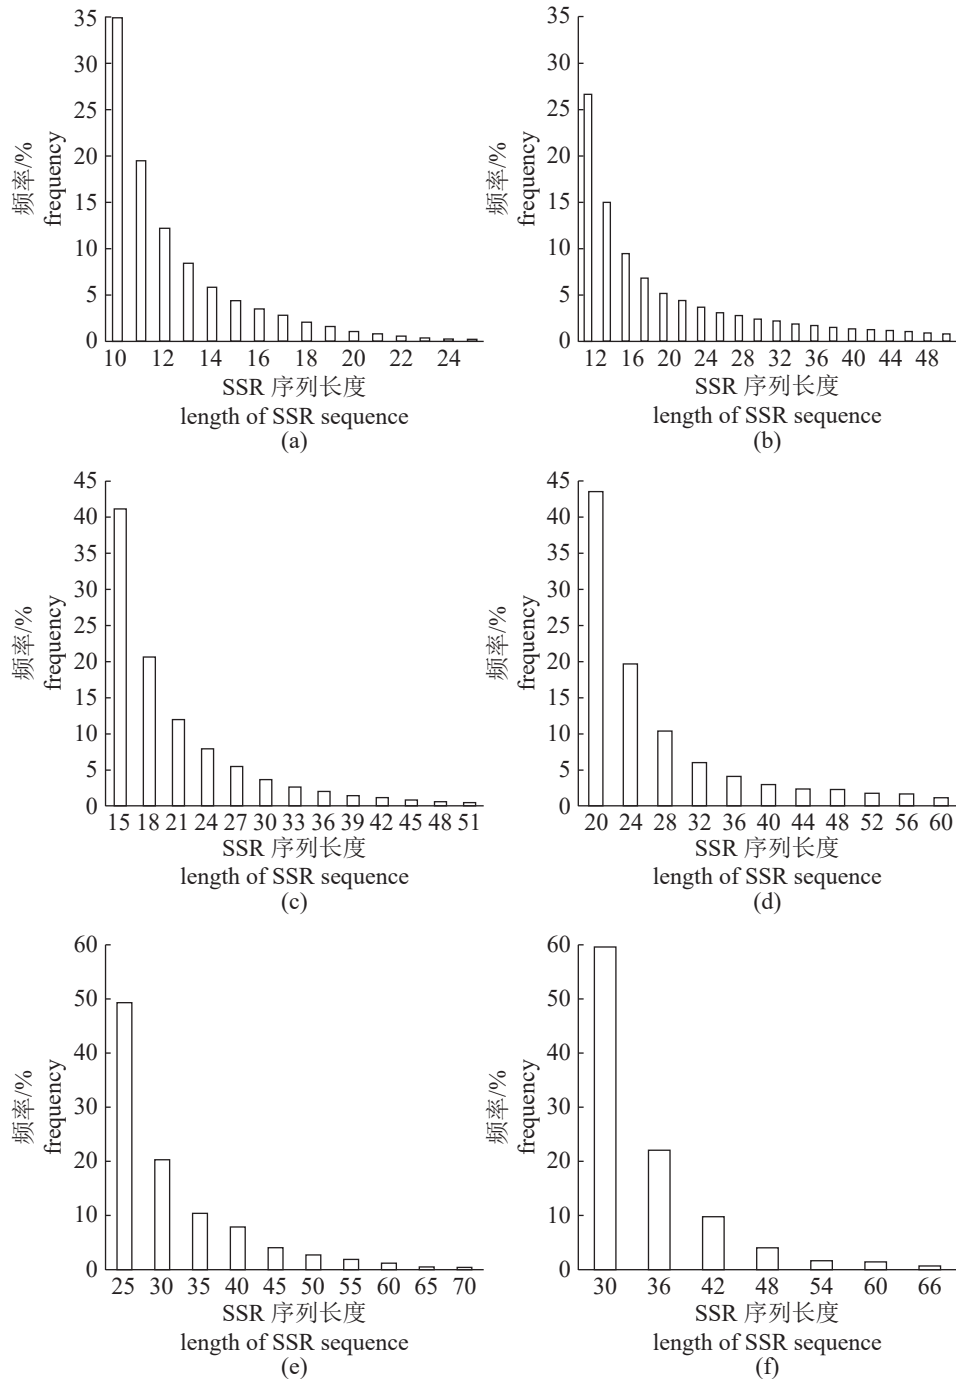 35
30
25
20
15
10
5
0
频率/%
frequency
10 12 14 16 18 20 22 24
SSR 序列长度
length of SSR sequence
(a)
35
30
25
20
15
10
5
0
频率/%
frequency
12 16 20 24 28 32 36 40 44 48
SSR 序列长度
length of SSR sequence
(b)
45
40
35
30
25
20
15
10
5
0
频率/%
frequency
15 18 21 24 27 30 33 36 39 42 45 48 51
SSR 序列长度
length of SSR sequence
(c)
45
40
35
30
25
20
15
10
5
0
频率/%
frequency
20 24 28 32 36 40 44 48 52 56 60
SSR 序列长度
length of SSR sequence
(d)
60
50
40
30
20
10
0
频率/%
frequency
25 30 35 40 45 50 55 60 65 70
SSR 序列长度
length of SSR sequence
(e)
60
50
40
30
20
10
0
频率/%
frequency
30 36 42 48 54 60 66
SSR 序列长度
length of SSR sequence
(f)